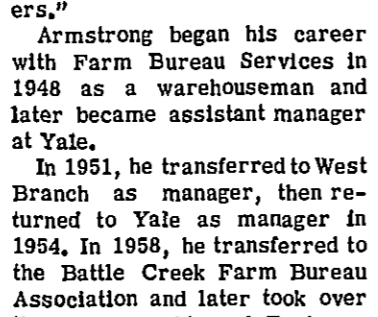 ers."
Armstrong began his career
with Farm Bureau Services in
1948 as a warehouseman and
later became assistant manager
at Yale.
In 1951, he transferred to West
Branch as manager, then re-
turned to Yale as manager in
1954. In 1958, he transferred to
the Battle Creek Farm Bureau
Association and later took over